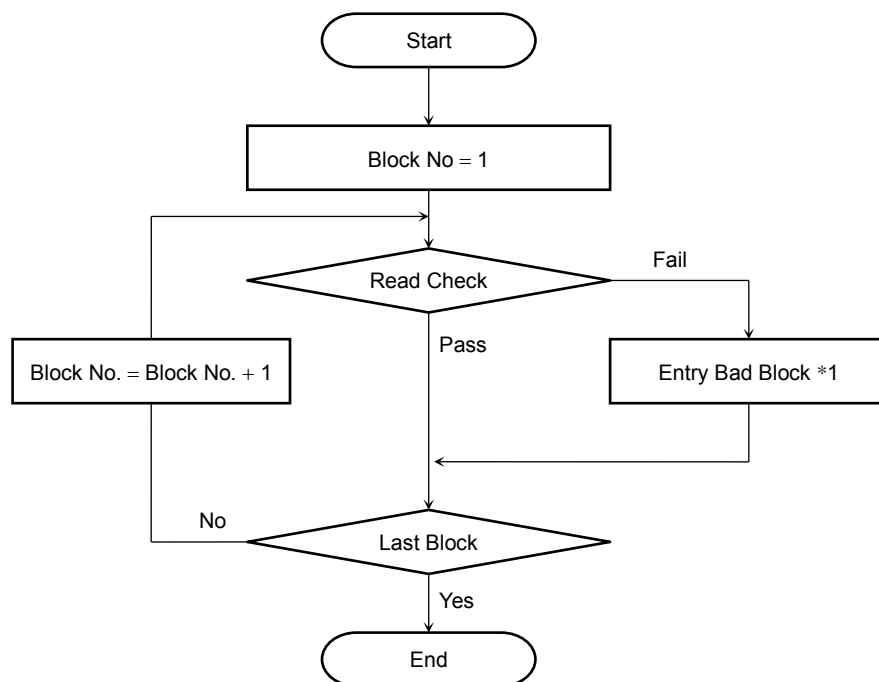 Start
Block No = 1
Read Check
Fail
Pass
Block No. = Block No. + 1
Entry Bad Block *1
No
Last Block
Yes
End